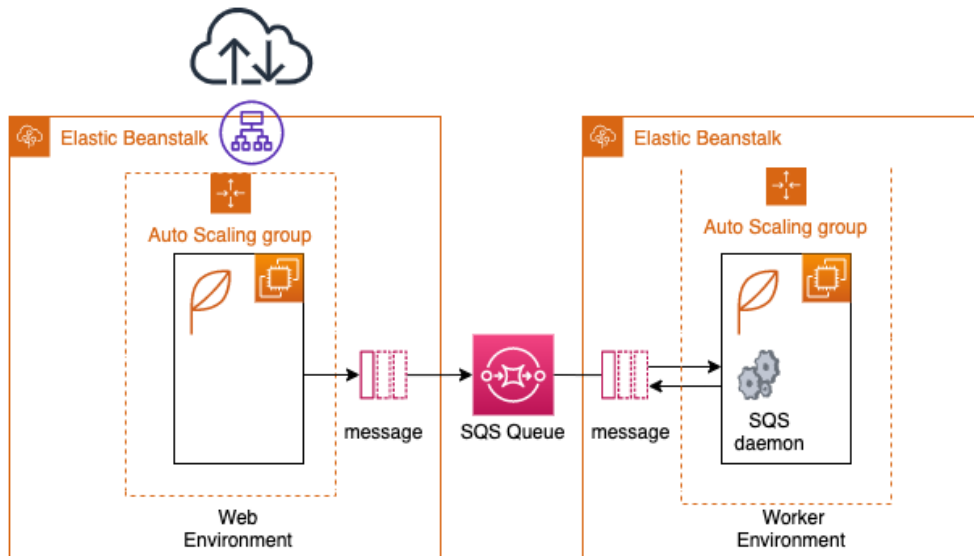 Elastic Beanstalk
Auto Scaling group
message
Web
Environment
SQS Queue
Elastic Beanstalk
Auto Scaling group
message
SQS
daemon
Worker
Environment